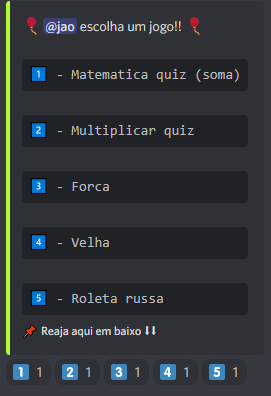 🎈 @jao escolha um jogo!! 🎈
1️⃣ - Matematica quiz (soma)
2️⃣ - Multiplicar quiz
3️⃣ - Forca
4️⃣ - Velha
5️⃣ - Roleta russa
📌 Reaja aqui em baixo ⬇⬇
1️⃣ 1 2️⃣ 1 3️⃣ 1 4️⃣ 1 5️⃣ 1